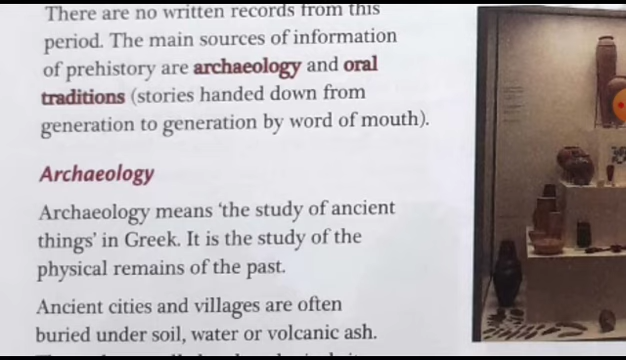 There are no written records from this
period. The main sources of information
of prehistory are archaeology and oral
traditions (stories handed down from
generation to generation by word of mouth).
Archaeology
Archaeology means ‘the study of ancient
things’ in Greek. It is the study of the
physical remains of the past.
Ancient cities and villages are often
buried under soil, water or volcanic ash.